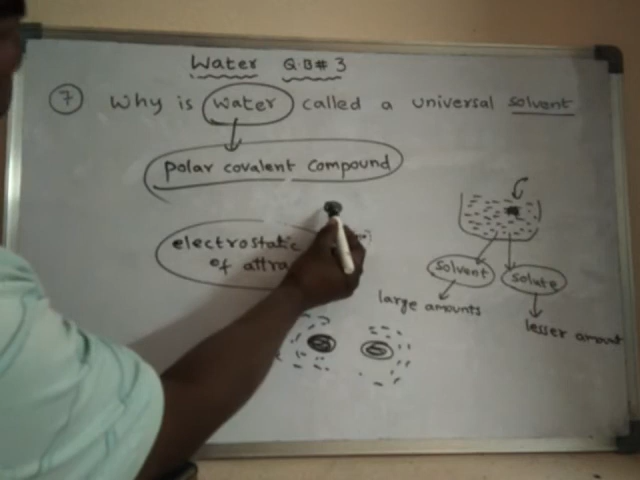 Water Q.B# 3
7 Why is water called a universal solvent
polar covalent compound
electrostatic
of attra
solvent solute
large amounts
lesser amount